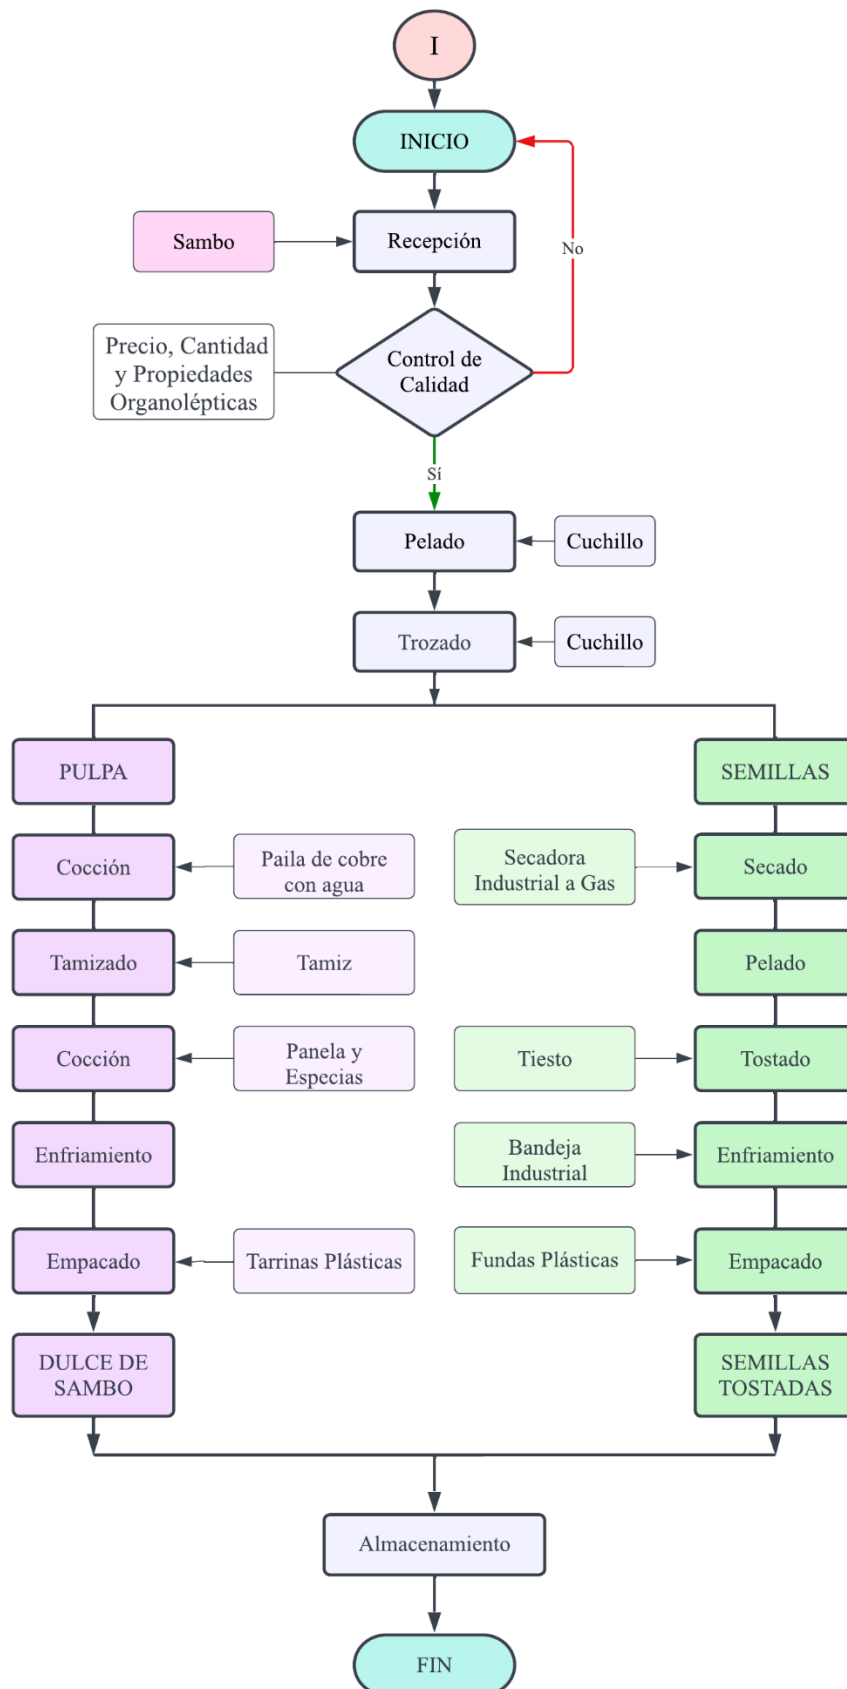 I
INICIO
Sambo
Recepción
No
Precio, Cantidad
y Propiedades
Organolépticas
Control de
Calidad
Sí
Pelado
Cuchillo
Trozado
Cuchillo
PULPA
SEMILLAS
Cocción
Paila de cobre
con agua
Secadora
Industrial a Gas
Secado
Tamizado
Tamiz
Pelado
Cocción
Panela y
Especias
Tiesto
Tostado
Enfriamiento
Bandeja
Industrial
Enfriamiento
Empacado
Tarrinas Plásticas
Fundas Plásticas
Empacado
DULCE DE
SAMBO
SEMILLAS
TOSTADAS
Almacenamiento
FIN